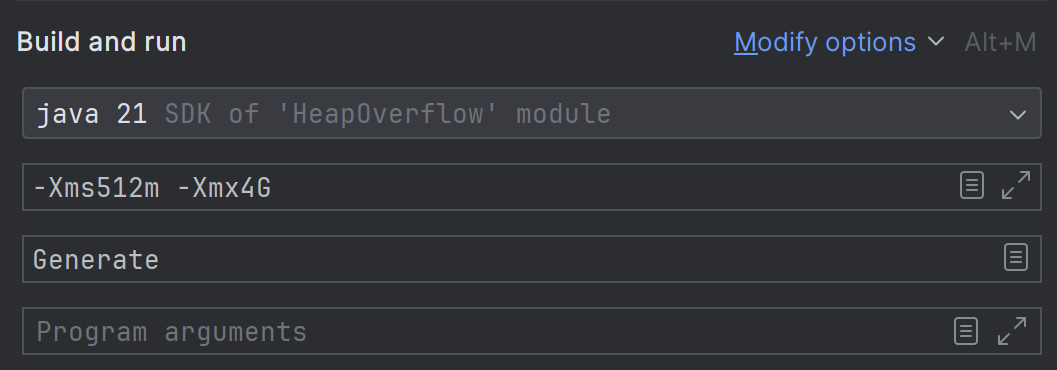 Build and run
Modify options Alt+M
java 21 SDK of 'HeapOverflow' module
-Xms512m -Xmx4G
Generate
Program arguments